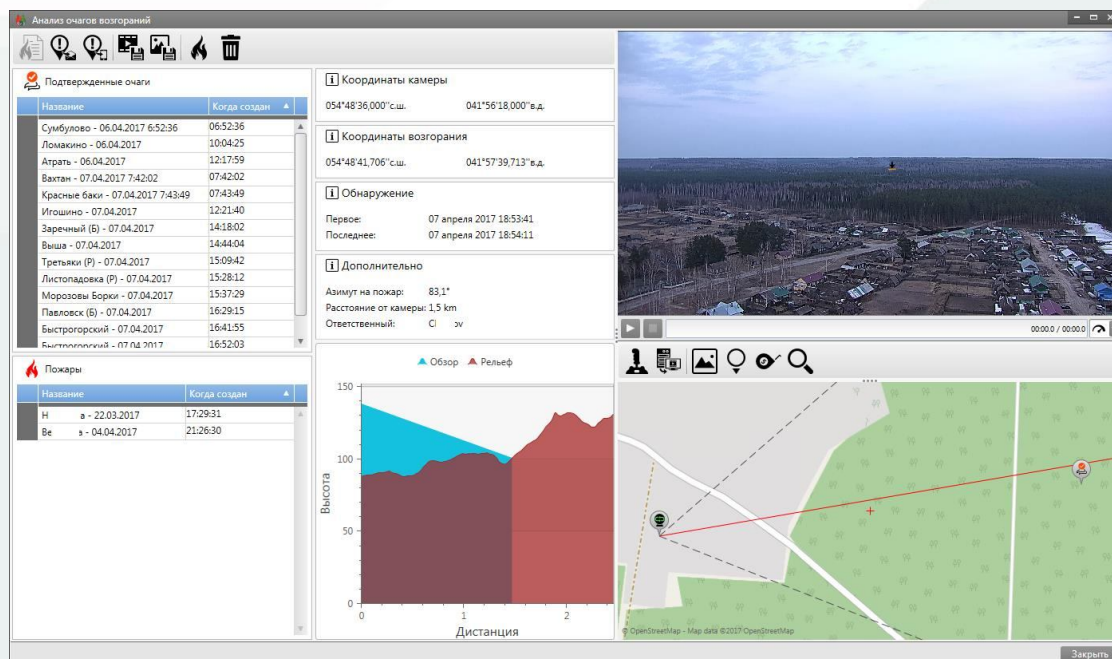 Анализ очагов возгораний
Подтвержденные очаги
Название Когда создан
Сумбулово - 06.04.2017 6:52:36 06:52:36
Ломакино - 06.04.2017 10:04:25
Атрать - 06.04.2017 12:17:59
Вахтан - 07.04.2017 7:42:02 07:42:02
Красные баки - 07.04.2017 7:43:49 07:43:49
Игошино - 07.04.2017 12:21:40
Заречный (Б) - 07.04.2017 14:18:02
Выша - 07.04.2017 14:44:04
Третьяки (Р) - 07.04.2017 15:09:42
Листопадовка (Р) - 07.04.2017 15:28:12
Морозовы Борки - 07.04.2017 15:37:29
Павловск (Б) - 07.04.2017 16:29:15
Быстрогорский - 07.04.2017 16:41:55
Быстрогорский - 07.04.2017 16:52:03
Пожары
Название Когда создан
Н а - 22.03.2017 17:29:31
Ве - 04.04.2017 21:26:30
Координаты камеры
054°48'36,000''с.ш. 041°56'18,000''в.д.
Координаты возгорания
054°48'41,706''с.ш. 041°57'39,713''в.д.
Обнаружение
Первое: 07 апреля 2017 18:53:41
Последнее: 07 апреля 2017 18:54:11
Дополнительно
Азимут на пожар: 83,1°
Расстояние от камеры: 1,5 km
Ответственный:
Обзор Рельеф
150
100
50
0
Высота
0 1 2
Дистанция
00:00.0 / 00:00.0
© OpenStreetMap - Map data ©2017 OpenStreetMap
Закрыть